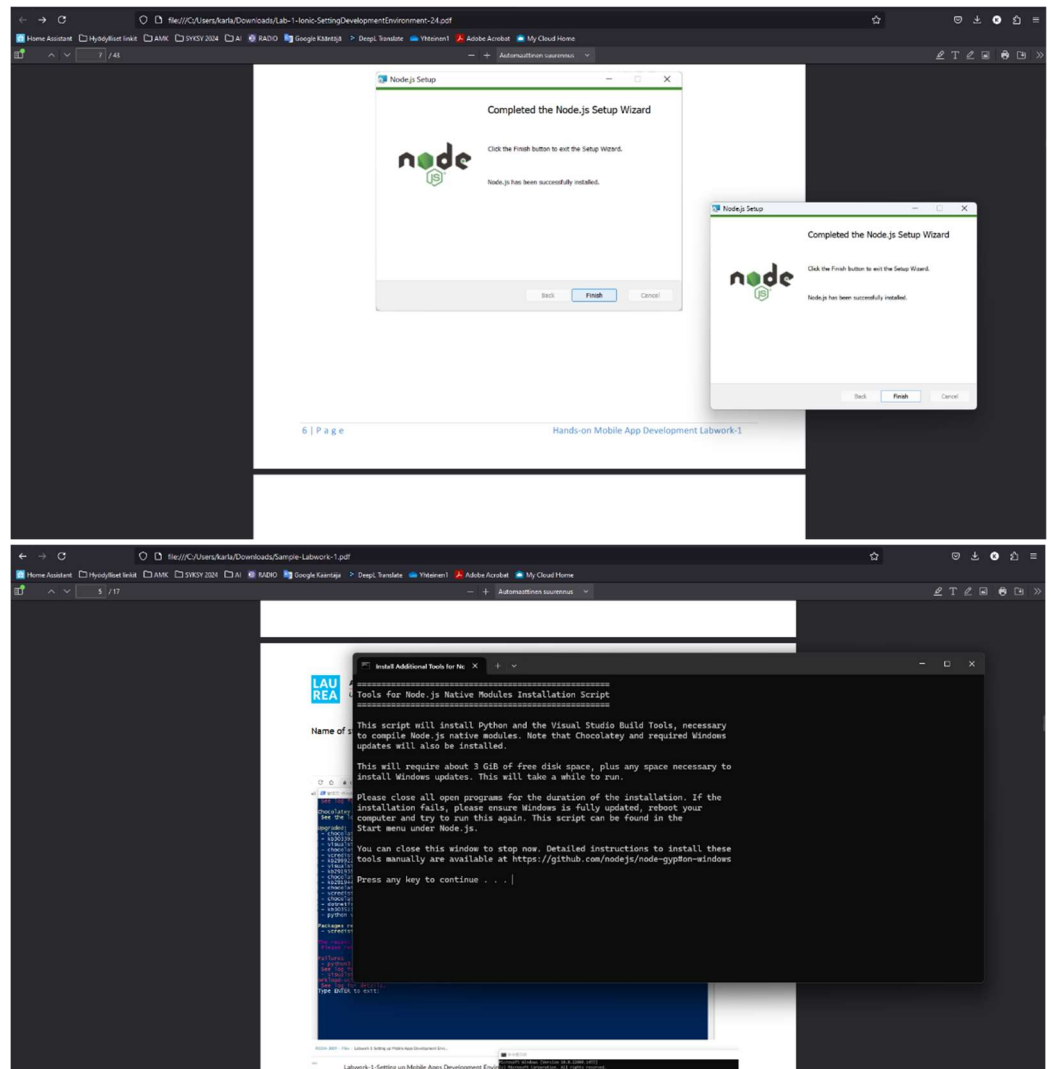 file:///C:/Users/karla/Downloads/Lab-1-Ionic-SettingDevelopmentEnvironment-24.pdf
Home Assistant Hyödylliset linkit AMK SYKSY 2024 AI RADIO Google Kääntäjä DeepL Translate Yhteinen1 Adobe Acrobat My Cloud Home
7 / 43 − + Automaattinen suurennus
Node.js Setup
Completed the Node.js Setup Wizard
Click the Finish button to exit the Setup Wizard.
node
JS
Node.js has been successfully installed.
Back Finish Cancel
Node.js Setup
Completed the Node.js Setup Wizard
Click the Finish button to exit the Setup Wizard.
node
JS
Node.js has been successfully installed.
Back Finish Cancel
6 | P a g e Hands-on Mobile App Development Labwork-1
file:///C:/Users/karla/Downloads/Sample-Labwork-1.pdf
Home Assistant Hyödylliset linkit AMK SYKSY 2024 AI RADIO Google Kääntäjä DeepL Translate Yhteinen1 Adobe Acrobat My Cloud Home
5 / 17 − + Automaattinen suurennus
Install Additional Tools for Nc
LAU
REA
Name of s
Tools for Node.js Native Modules Installation Script
This script will install Python and the Visual Studio Build Tools, necessary
to compile Node.js native modules. Note that Chocolatey and required Windows
updates will also be installed.
This will require about 3 GiB of free disk space, plus any space necessary to
install Windows updates. This will take a while to run.
Please close all open programs for the duration of the installation. If the
installation fails, please ensure Windows is fully updated, reboot your
computer and try to run this again. This script can be found in the
Start menu under Node.js.
You can close this window to stop now. Detailed instructions to install these
tools manually are available at https://github.com/nodejs/node-gyp#on-windows
Press any key to continue . . .
Type ENTER to exit:
Labwork-1-Setting up Mobile Apps Development Envir